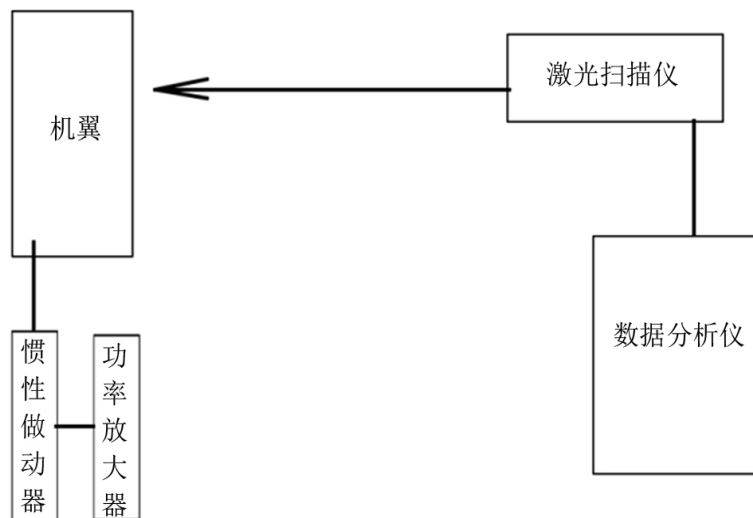 机翼
激光扫描仪
数据分析仪
惯性做动器
功率放大器